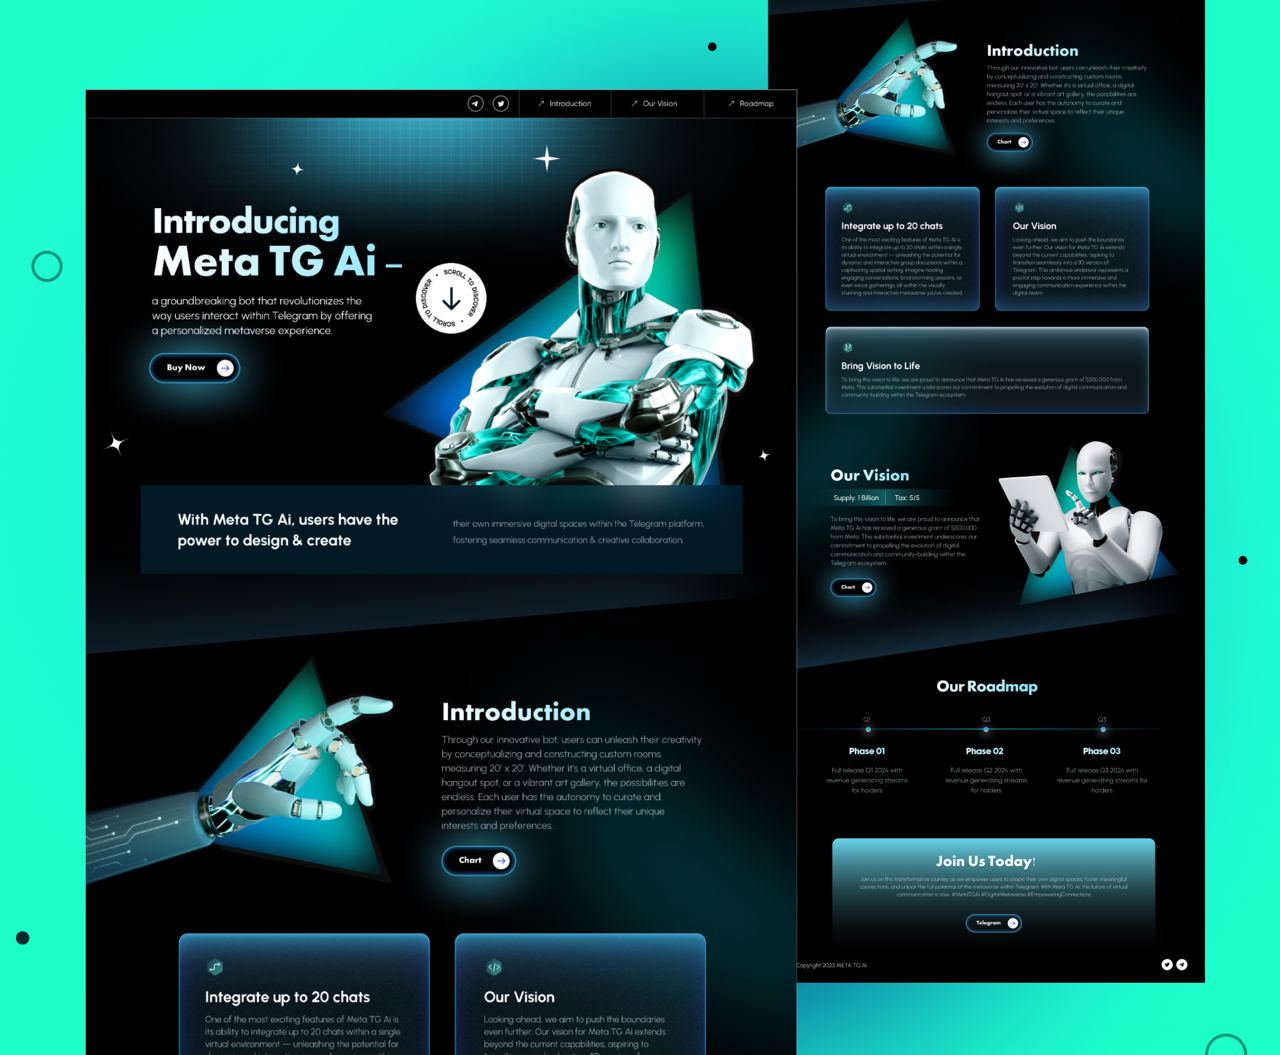 Introduction
Our Vision
Roadmap
Introducing
Meta TG Ai –
a groundbreaking bot that revolutionizes the
way users interact within Telegram by offering
a personalized metaverse experience.
Buy Now
SCROLL TO DISCOVER • SCROLL TO DISCOVER •
With Meta TG Ai, users have the
power to design & create
their own immersive digital spaces within the Telegram platform.
fostering seamless communication & creative collaboration.
Introduction
Through our innovative bot, users can unleash their creativity
by conceptualizing and constructing custom rooms
measuring 20' x 20'. Whether it's a virtual office, a digital
hangout spot, or a vibrant art gallery, the possibilities are
endless. Each user has the autonomy to curate and
personalize their virtual space to reflect their unique
interests and preferences.
Chart
Integrate up to 20 chats
One of the most exciting features of Meta TG Ai is
its ability to integrate up to 20 chats within a single
virtual environment — unleashing the potential for
Our Vision
Looking ahead, we aim to push the boundaries
even further. Our vision for Meta TG Ai extends
beyond the current capabilities, aspiring to
Introduction
Through our innovative bot, users can unleash their creativity
by conceptualizing and constructing custom rooms
measuring 20' x 20'. Whether it's a virtual office, a digital
hangout spot, or a vibrant art gallery, the possibilities are
endless. Each user has the autonomy to curate and
personalize their virtual space to reflect their unique
interests and preferences.
Chart
Integrate up to 20 chats
One of the most exciting features of Meta TG Ai is
its ability to integrate up to 20 chats within a single
virtual environment — unleashing the potential for
dynamic and interactive group discussions within a
captivating spatial setting. Imagine hosting
engaging conversations, brainstorming sessions, or
even social gatherings, all within the visually
stunning and interactive metaverse you've created.
Our Vision
Looking ahead, we aim to push the boundaries
even further. Our vision for Meta TG Ai extends
beyond the current capabilities, aspiring to
transition seamlessly into a 3D version of
Telegram. This ambitious endeavor represents a
pivotal step towards a more immersive and
engaging communication experience within the
digital realm.
Bring Vision to Life
To bring this vision to life, we are proud to announce that Meta TG Ai has received a generous grant of $500,000 from
Meta. This substantial investment underscores our commitment to propelling the evolution of digital communication and
community-building within the Telegram ecosystem.
Our Vision
Supply: 1 Billion
Tax: 5/5
To bring this vision to life, we are proud to announce that
Meta TG Ai has received a generous grant of $500,000
from Meta. This substantial investment underscores our
commitment to propelling the evolution of digital
communication and community-building within the
Telegram ecosystem.
Chart
Our Roadmap
Q1
Q2
Q3
Phase 01
Phase 02
Phase 03
Full release Q1 2024 with
revenue generating streams
for holders
Full release Q2 2024 with
revenue generating streams
for holders
Full release Q3 2024 with
revenue generating streams for
holders
Join Us Today!
Join us on this transformative journey as we empower users to shape their own digital spaces, foster meaningful
connections, and unlock the full potential of the metaverse within Telegram. With Meta TG Ai, the future of virtual
communication is now. #MetaTGAi #DigitalMetaverse #EmpoweringConnections
Telegram
Copyright 2023 META TG AI